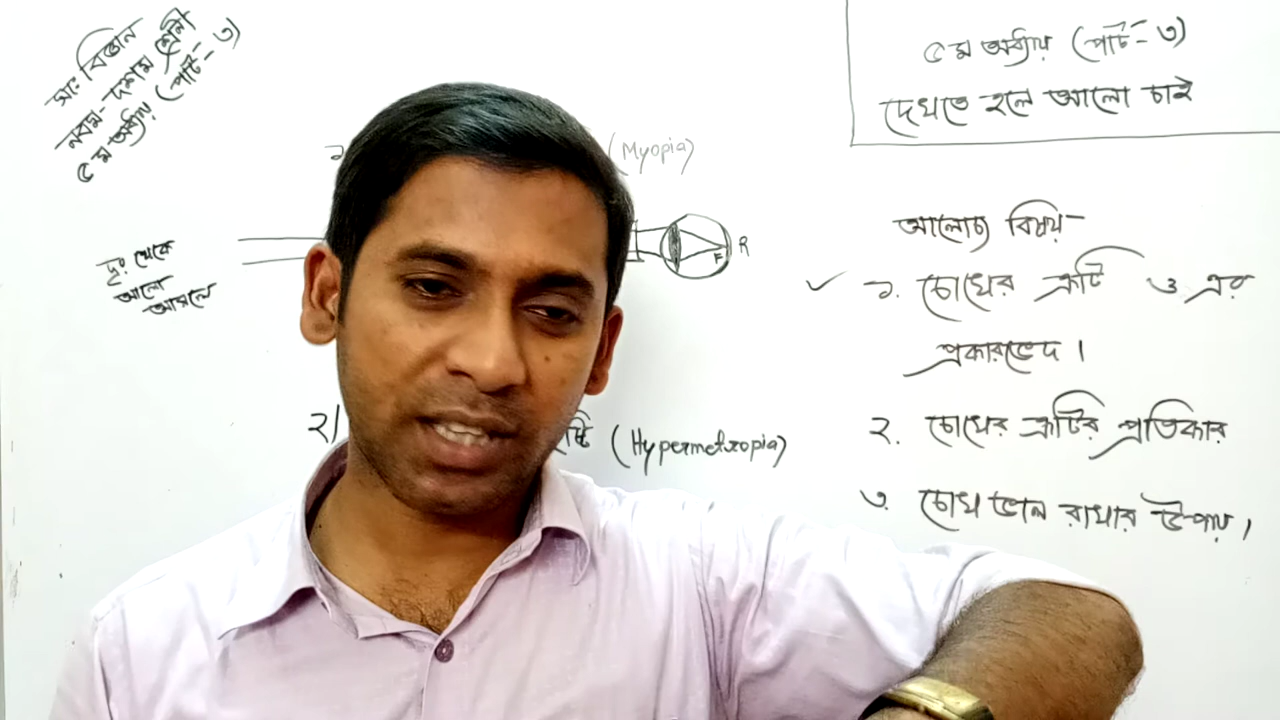 সাঃ বিজ্ঞান
নবম-দশম শ্রেনী
৫ম অধ্যায় (পার্ট-৩)
৫ম অধ্যায় (পার্ট-৩)
দেখতে হলে আলো চাই
(Myopia)
F
R
দূর থেকে
আলো
আসলে
২।
(Hypermetropia)
আলোচ্য বিষয়-
১. চোখের ত্রুটি ও এর
প্রকারভেদ।
২. চোখের ত্রুটির প্রতিকার
৩. চোখ ভাল রাখার উপায়।